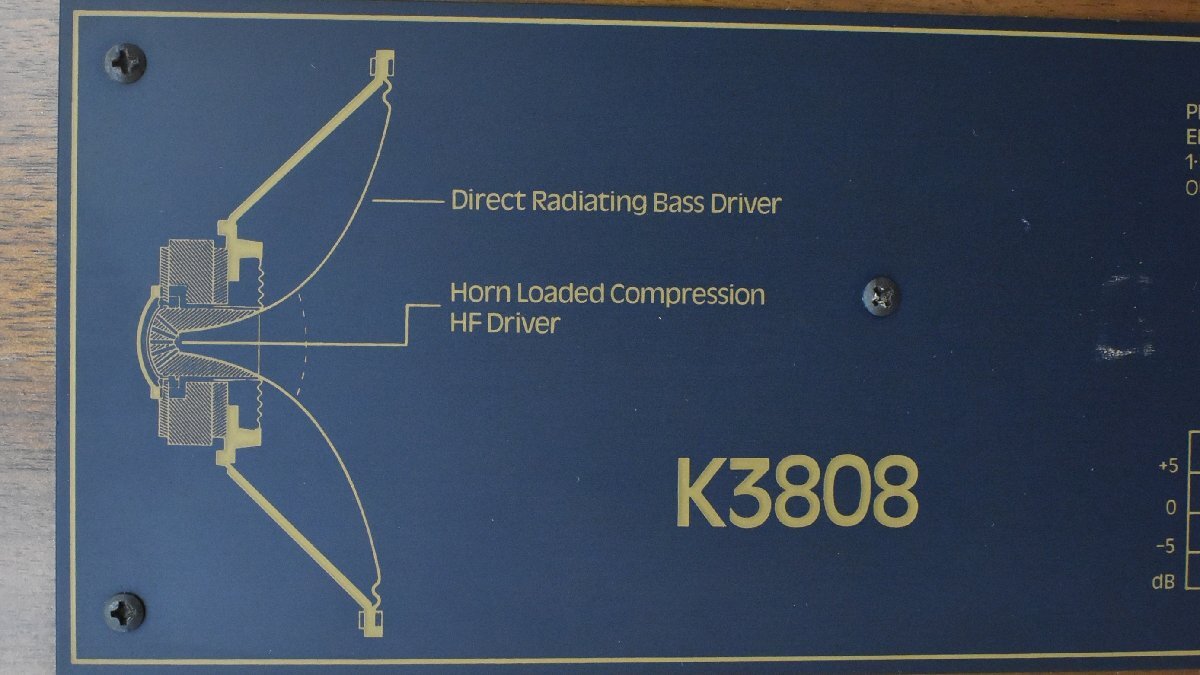 Direct Radiating Bass Driver
Horn Loaded Compression
HF Driver
K3808
+5
0
-5
dB